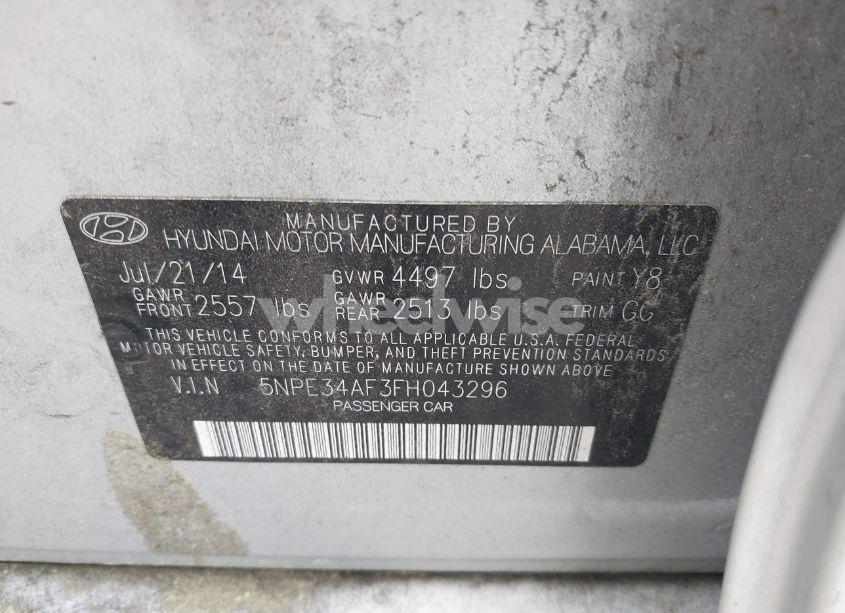 MANUFACTURED BY
HYUNDAI MOTOR MANUFACTURING ALABAMA, LLC
Jul/21/14 GVWR 4497 lbs PAINT Y8
GAWR FRONT 2557 lbs GAWR REAR 2513 lbs TRIM GG
THIS VEHICLE CONFORMS TO ALL APPLICABLE U.S.A. FEDERAL
MOTOR VEHICLE SAFETY, BUMPER, AND THEFT PREVENTION STANDARDS
IN EFFECT ON THE DATE OF MANUFACTURE SHOWN ABOVE.
V.I.N 5NPE34AF3FH043296
PASSENGER CAR
wheelwise